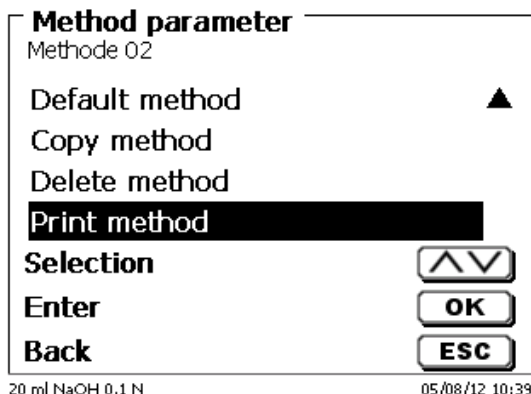 Method parameter
Methode 02
Default method
Copy method
Delete method
Print method
Selection
Enter OK
Back ESC
20 ml NaOH 0.1 N 05/08/12 10:39